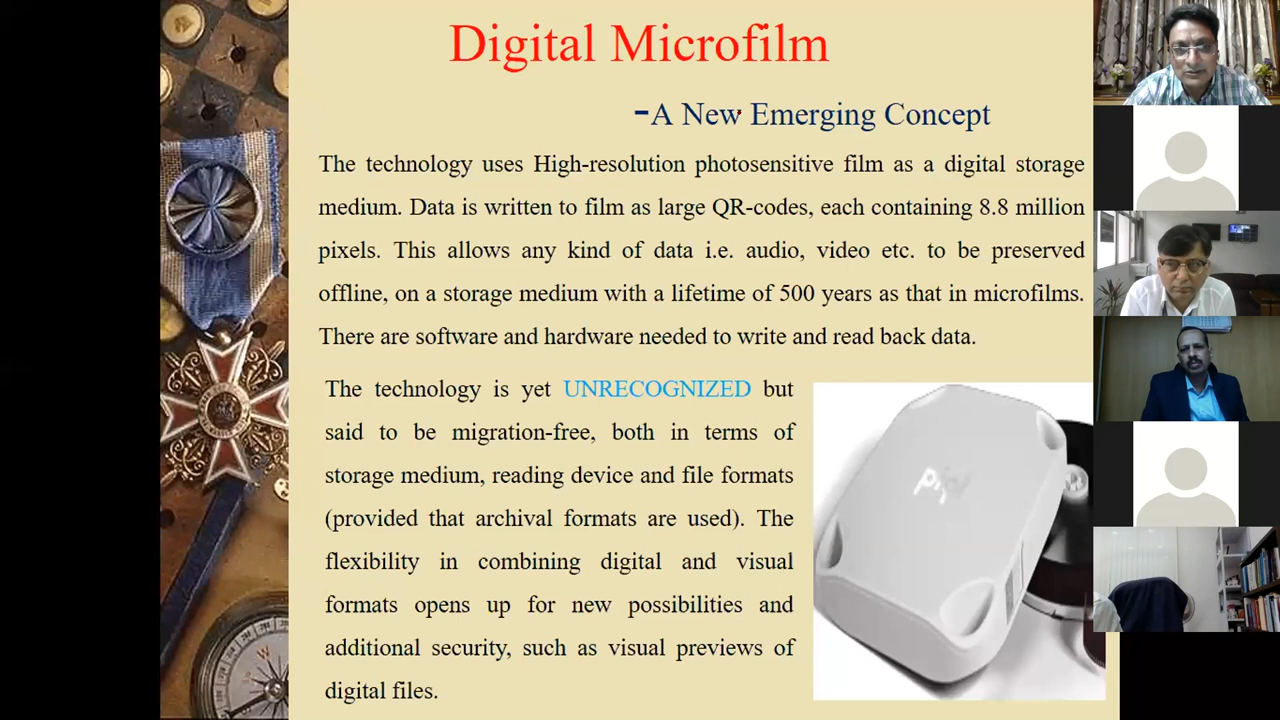 Digital Microfilm
-A New Emerging Concept
The technology uses High-resolution photosensitive film as a digital storage
medium. Data is written to film as large QR-codes, each containing 8.8 million
pixels. This allows any kind of data i.e. audio, video etc. to be preserved
offline, on a storage medium with a lifetime of 500 years as that in microfilms.
There are software and hardware needed to write and read back data.
The technology is yet UNRECOGNIZED but
said to be migration-free, both in terms of
storage medium, reading device and file formats
(provided that archival formats are used). The
flexibility in combining digital and visual
formats opens up for new possibilities and
additional security, such as visual previews of
digital files.